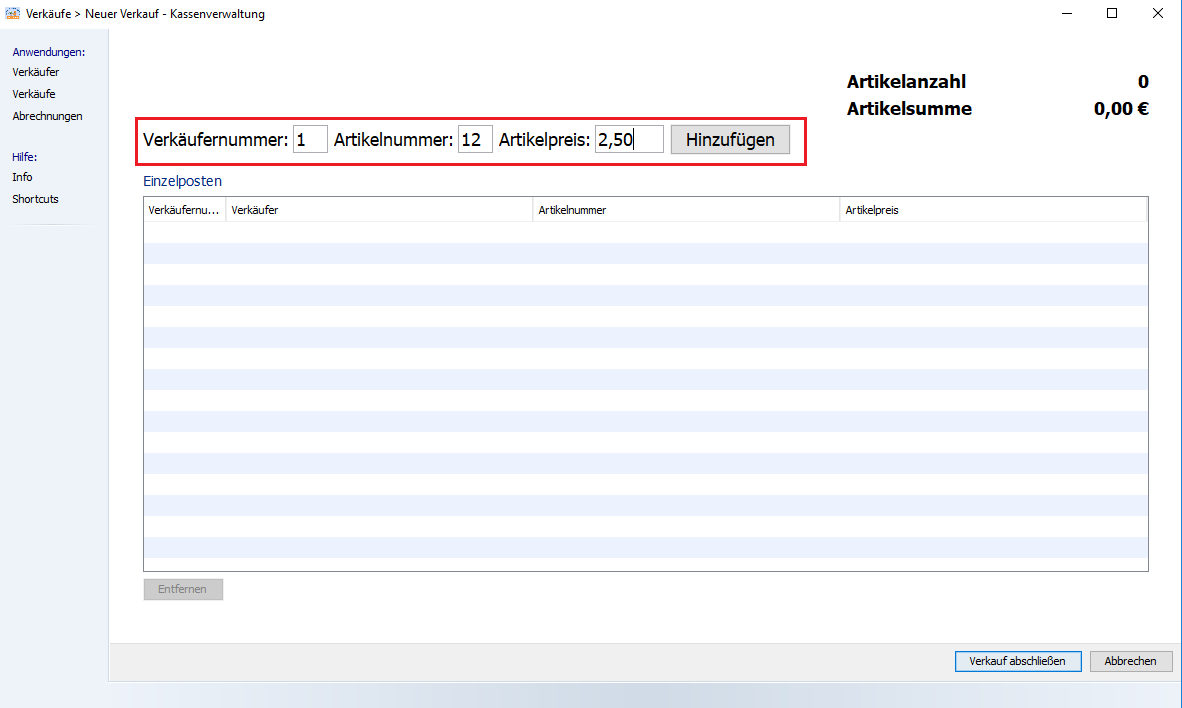 Verkäufe > Neuer Verkauf - Kassenverwaltung
Anwendungen:
Verkäufer
Verkäufe
Abrechnungen
Hilfe:
Info
Shortcuts
Artikelanzahl 0
Artikelsumme 0,00 €
Verkäufernummer: 1 Artikelnummer: 12 Artikelpreis: 2,50 Hinzufügen
Einzelposten
Verkäufernu... Verkäufer Artikelnummer Artikelpreis
Entfernen
Verkauf abschließen Abbrechen